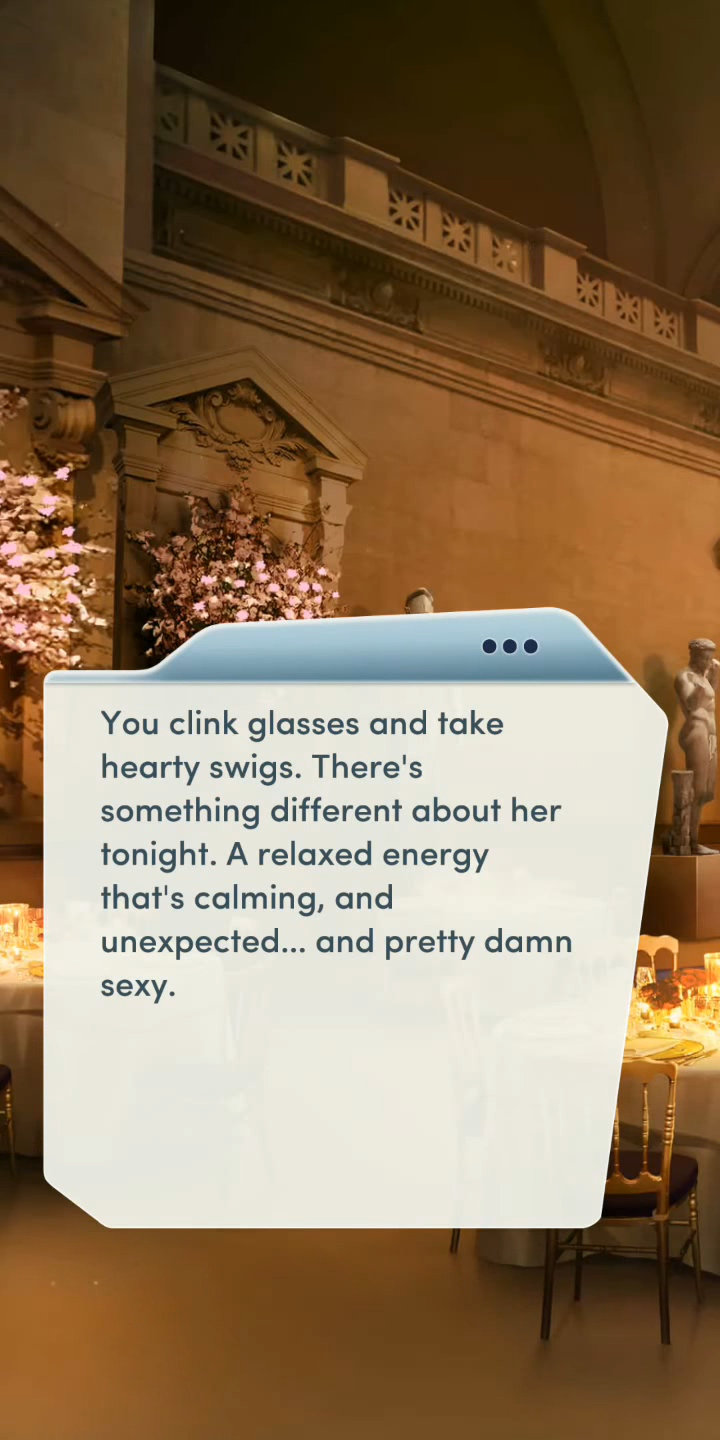 You clink glasses and take
hearty swigs. There's
something different about her
tonight. A relaxed energy
that's calming, and
unexpected... and pretty damn
sexy.